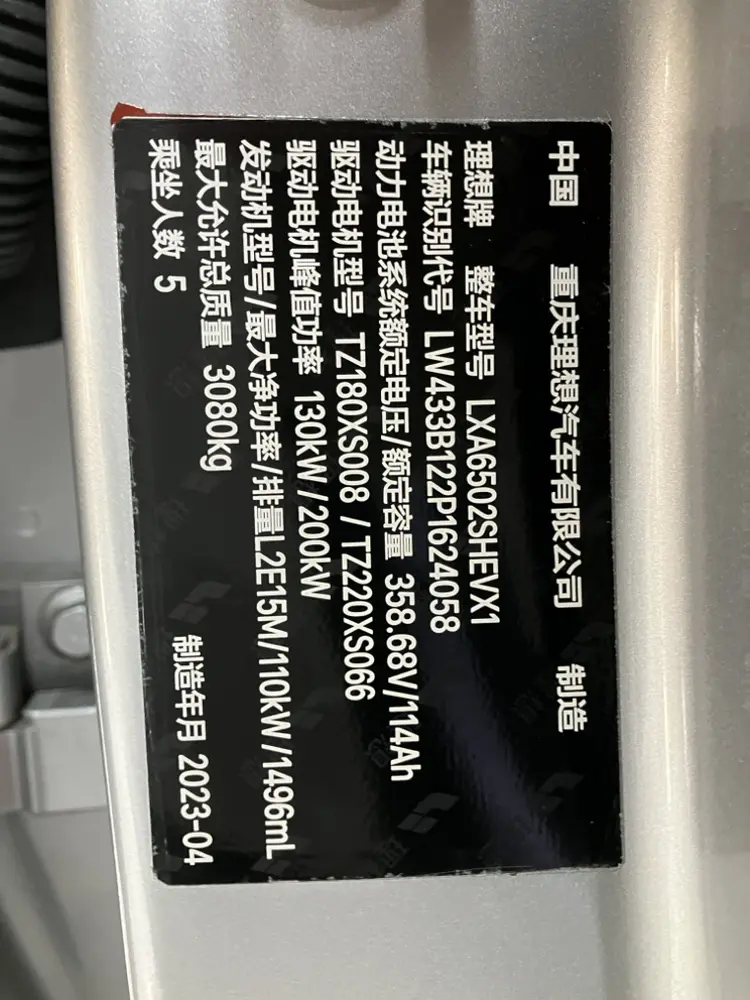 中国 重庆理想汽车有限公司 制造
理想牌 整车型号 LXA6502SHEVX1
车辆识别代号 LW433B122P1624058
动力电池系统额定电压/额定容量 358.68V/114Ah
驱动电机型号 TZ180XS008 / TZ220XS066
驱动电机峰值功率 130kW/200kW
发动机型号/最大净功率/排量L2E15M/110kW/1496mL
最大允许总质量 3080kg
乘坐人数 5 制造年月 2023-04